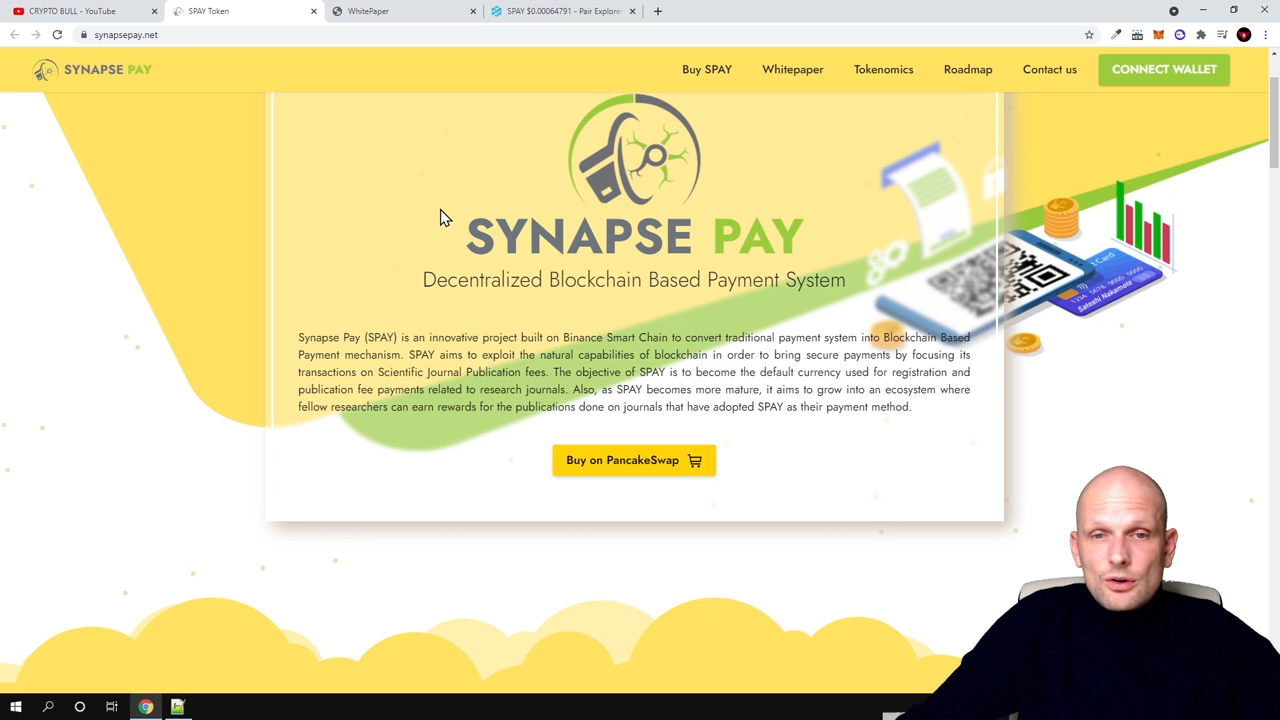 CRYPTO BULL - YouTube
SPAY Token
WhitePaper
SPAY $0.00064791 - Pair Explorer
synapsepay.net
SYNAPSE PAY
Buy SPAY
Whitepaper
Tokenomics
Roadmap
Contact us
CONNECT WALLET
SYNAPSE PAY
Decentralized Blockchain Based Payment System
Synapse Pay (SPAY) is an innovative project built on Binance Smart Chain to convert traditional payment system into Blockchain Based
Payment mechanism. SPAY aims to exploit the natural capabilities of blockchain in order to bring secure payments by focusing its
transactions on Scientific Journal Publication fees. The objective of SPAY is to become the default currency used for registration and
publication fee payments related to research journals. Also, as SPAY becomes more mature, it aims to grow into an ecosystem where
fellow researchers can earn rewards for the publications done on journals that have adopted SPAY as their payment method.
Card
1234 5678 9000 0000
Satoshi Nakamoto
Buy on PancakeSwap